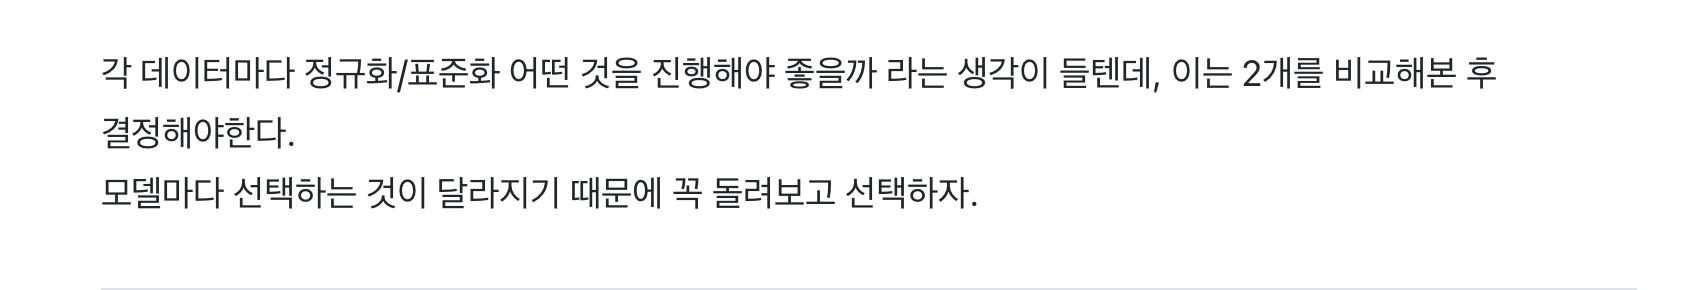 각 데이터마다 정규화/표준화 어떤 것을 진행해야 좋을까 라는 생각이 들텐데, 이는 2개를 비교해본 후
결정해야한다.
모델마다 선택하는 것이 달라지기 때문에 꼭 돌려보고 선택하자.